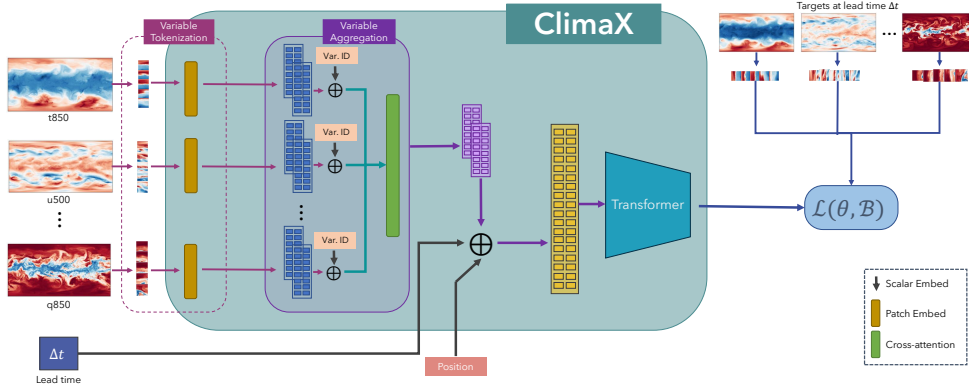 ClimaX
Targets at lead time Δt
Variable
Tokenization
Variable
Aggregation
...
Var. ID
t850
Var. ID
u500
Transformer
ℒ(θ, ℬ)
...
...
Var. ID
q850
Scalar Embed
Patch Embed
Cross-attention
Δt
Lead time
Position